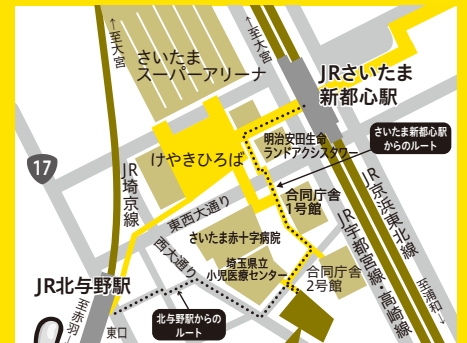 ←至大宮
←至大宮
さいたま
スーパーアリーナ
JRさいたま
新都心駅
明治安田生命
ランドアクシスタワー
さいたま新都心駅
からのルート
けやきひろば
17
JR埼京線
東西大通り
合同庁舎
1号館
JR京浜東北線
さいたま赤十字病院
西大通り
埼玉県立
小児医療センター
JR宇都宮線・高崎線
合同庁舎
2号館
至浦和→
JR北与野駅
至赤羽→
東口
北与野駅からの
ルート